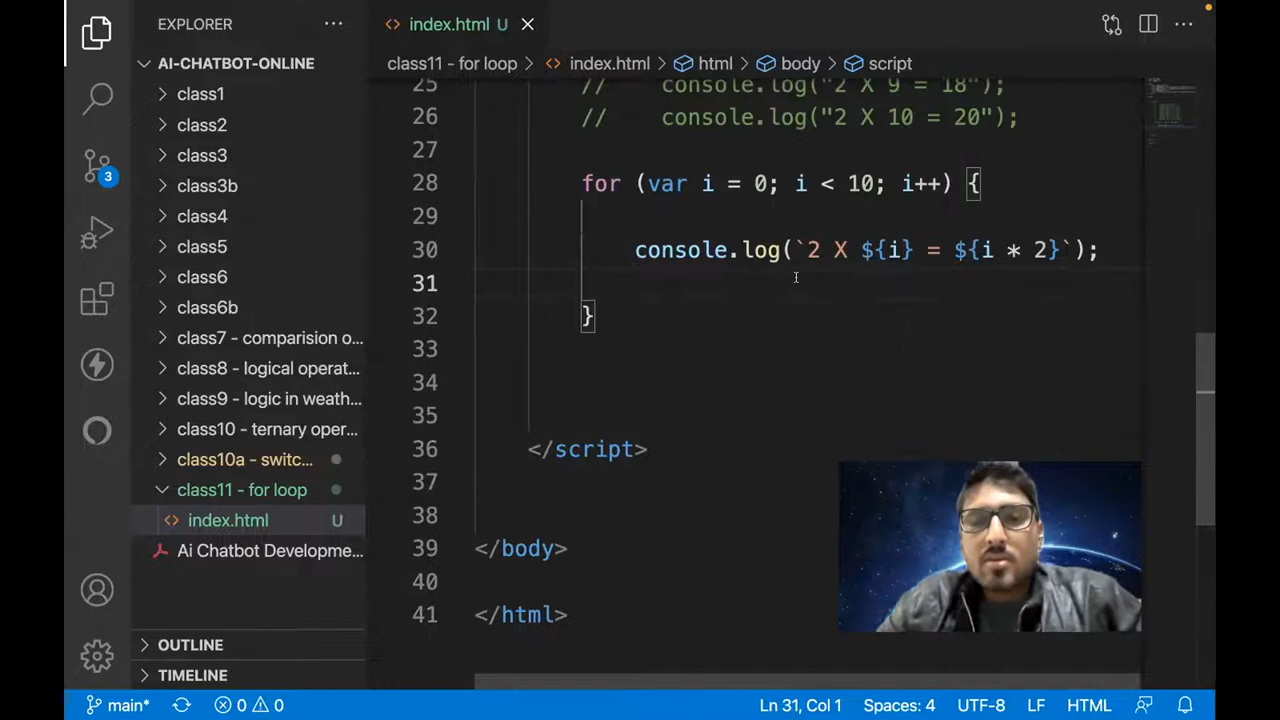 EXPLORER
AI-CHATBOT-ONLINE
class1
class2
class3
class3b
class4
class5
class6
class6b
class7 - comparision o...
class8 - logical operat...
class9 - logic in weath...
class10 - ternary oper...
class10a - switc...
class11 - for loop
index.html U
Ai Chatbot Developme...
OUTLINE
TIMELINE
3
index.html U
class11 - for loop > index.html > html > body > script
25 // console.log("2 X 9 = 18");
26 // console.log("2 X 10 = 20");
27
28 for (var i = 0; i < 10; i++) {
29
30 console.log(`2 X ${i} = ${i * 2}`);
31
32 }
33
34
35
36 </script>
37
38
39 </body>
40
41 </html>
main* 0 0 Ln 31, Col 1 Spaces: 4 UTF-8 LF HTML